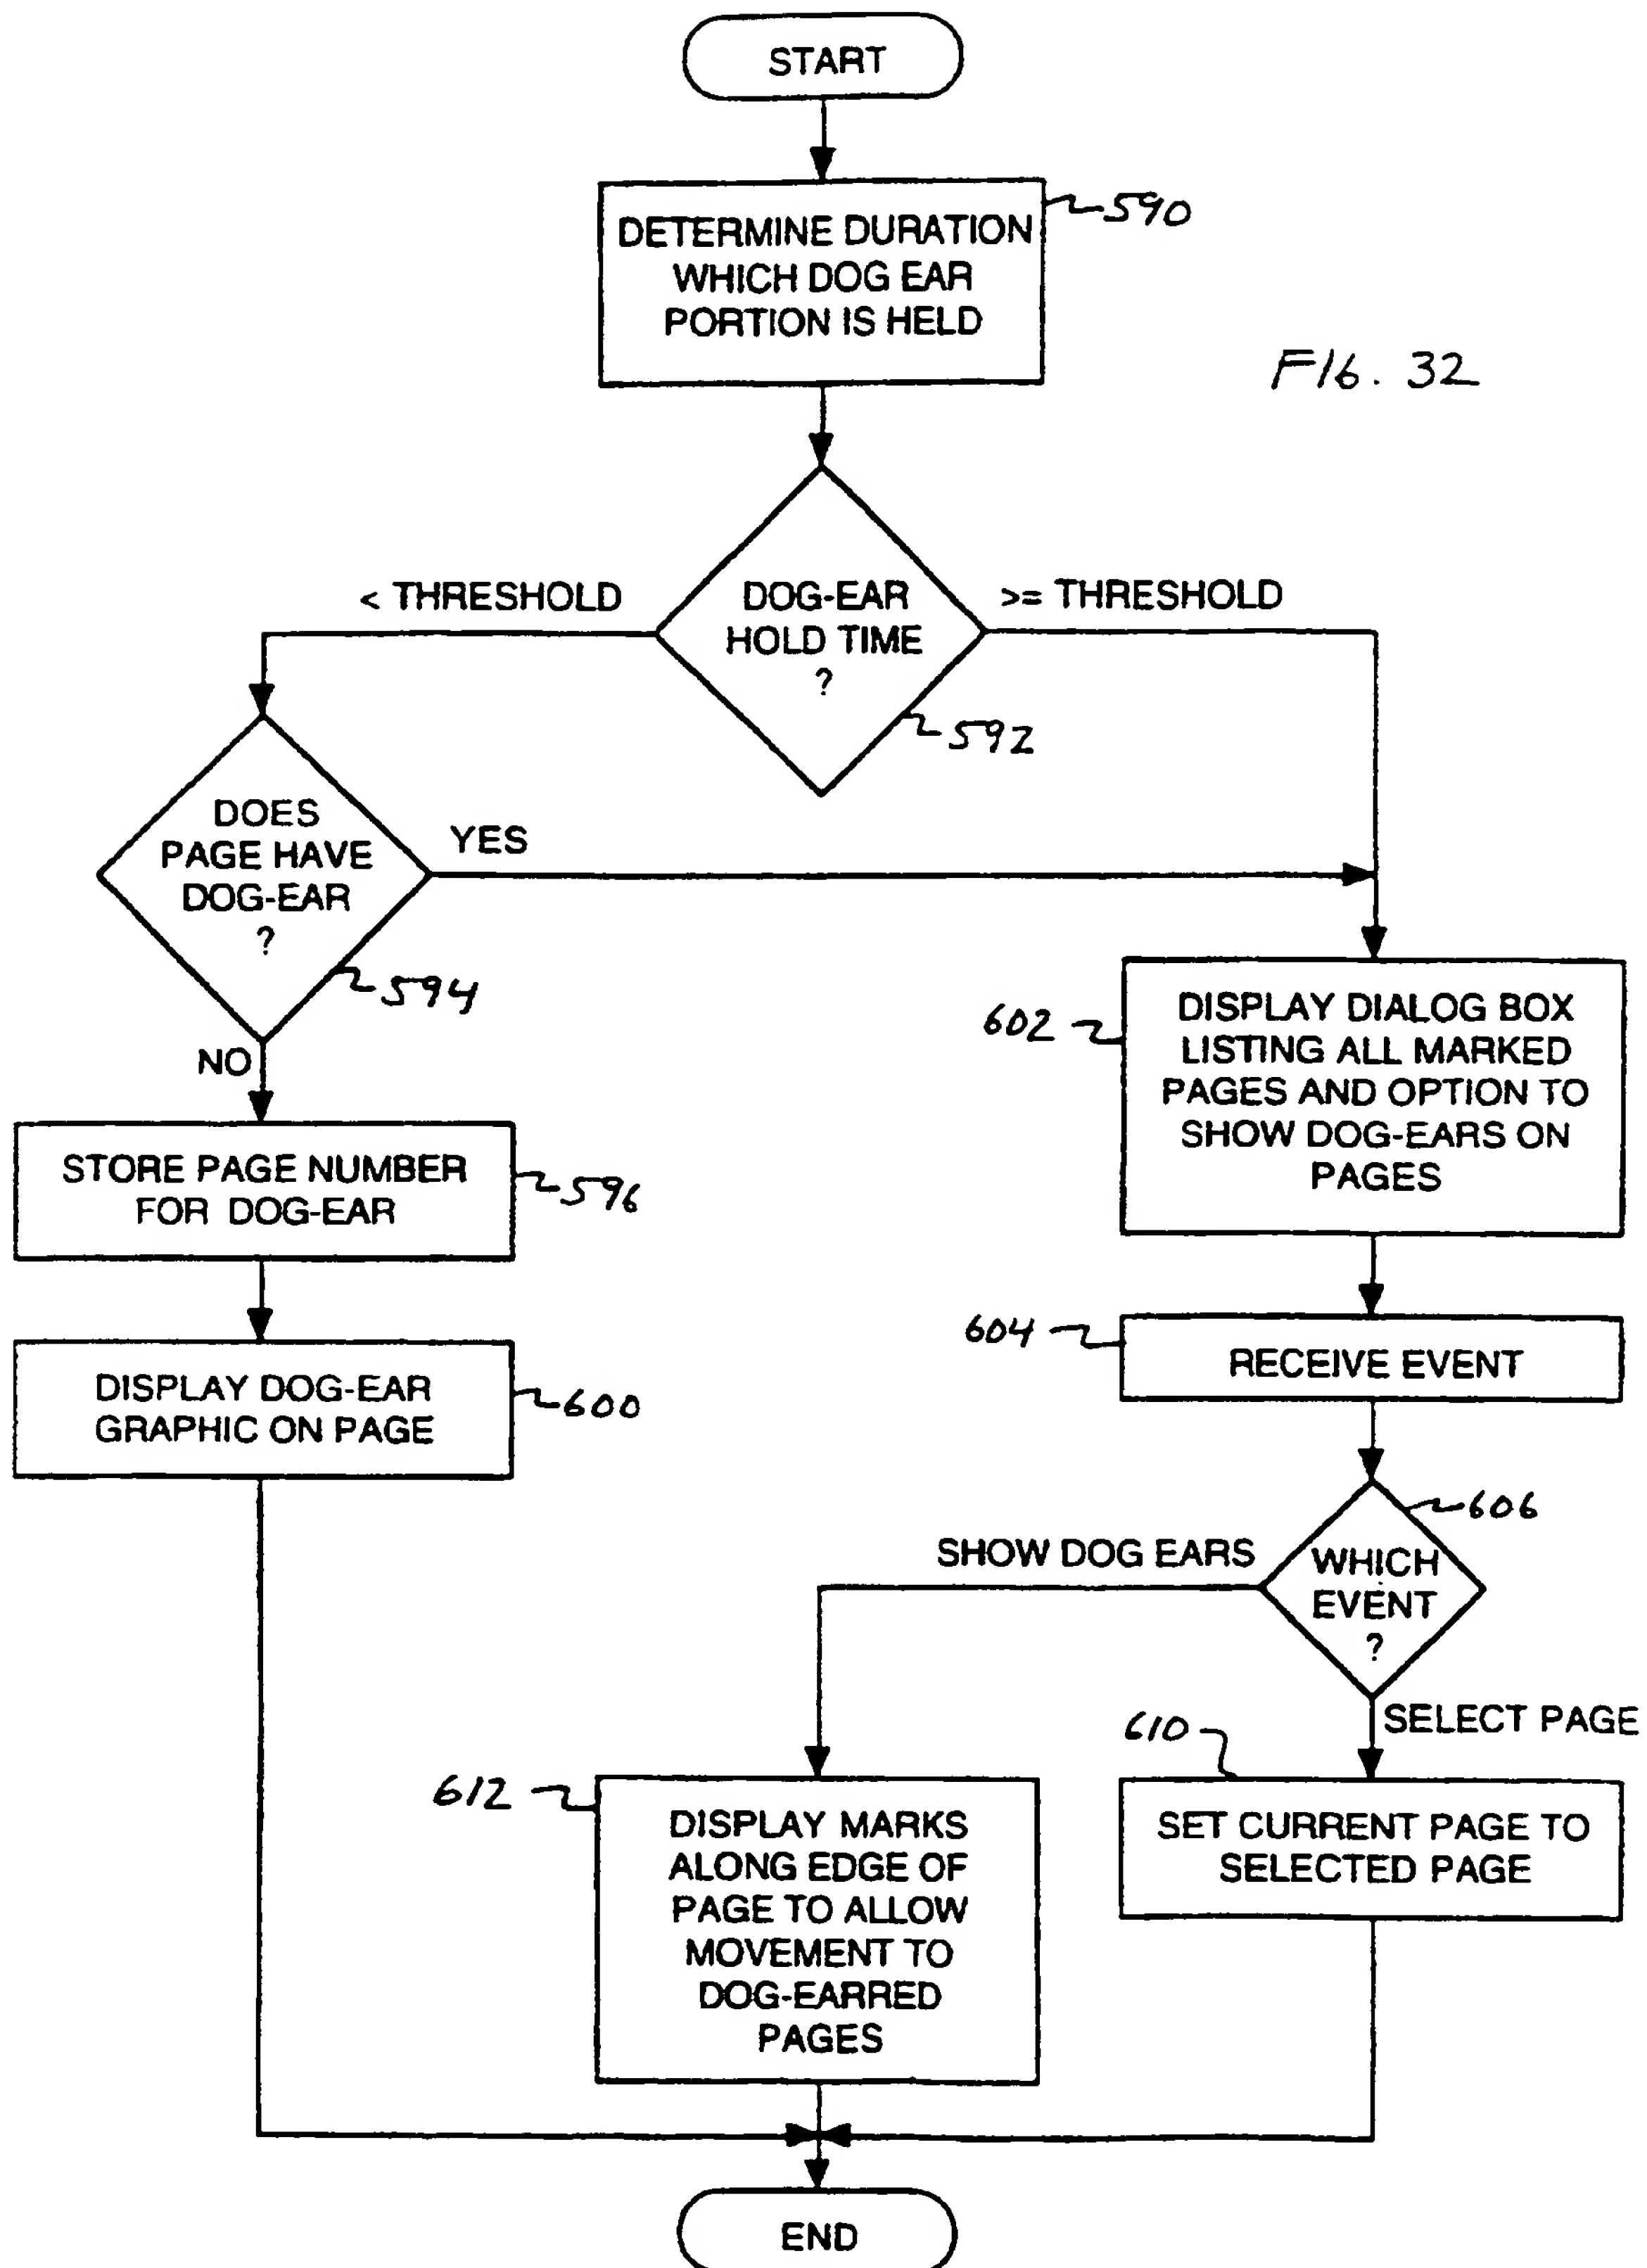 START
590
DETERMINE DURATION
WHICH DOG EAR
PORTION IS HELD
FIG. 32
< THRESHOLD
DOG-EAR
HOLD TIME
?
>= THRESHOLD
592
DOES
PAGE HAVE
DOG-EAR
?
YES
594
NO
602
DISPLAY DIALOG BOX
LISTING ALL MARKED
PAGES AND OPTION TO
SHOW DOG-EARS ON
PAGES
STORE PAGE NUMBER
FOR DOG-EAR
596
604
RECEIVE EVENT
DISPLAY DOG-EAR
GRAPHIC ON PAGE
600
606
SHOW DOG EARS
WHICH
EVENT
?
SELECT PAGE
610
612
DISPLAY MARKS
ALONG EDGE OF
PAGE TO ALLOW
MOVEMENT TO
DOG-EARRED
PAGES
SET CURRENT PAGE TO
SELECTED PAGE
END